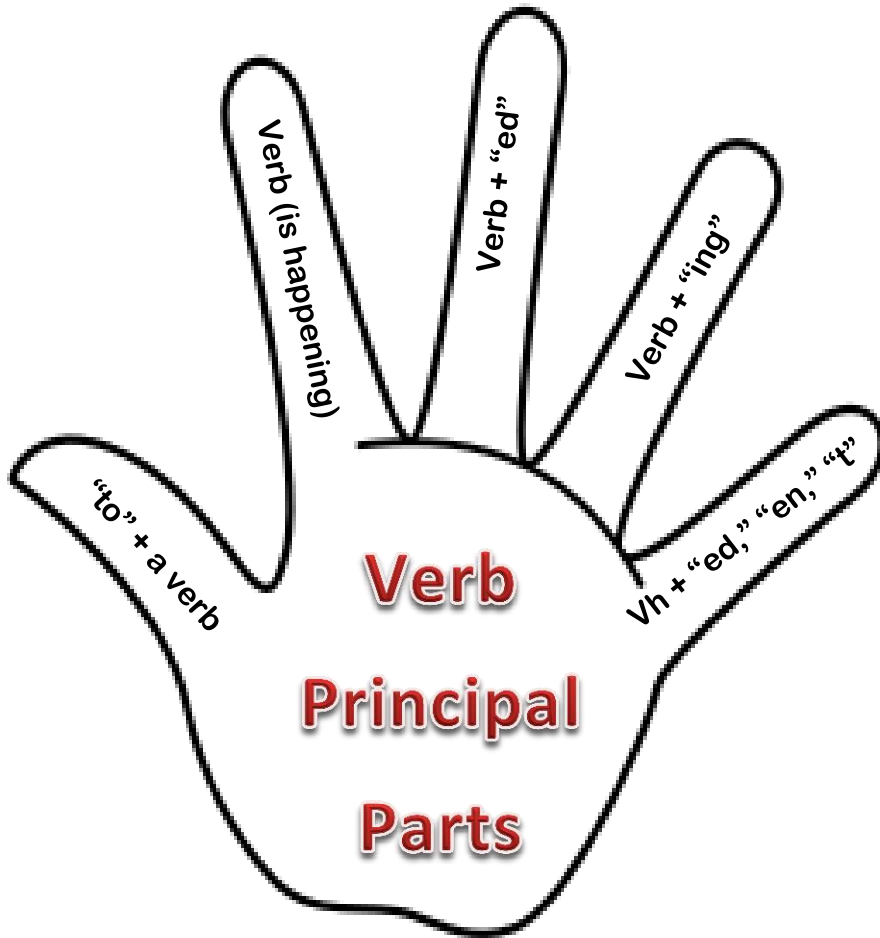 “to” + a verb
Verb (is happening)
Verb + “ed”
Verb + “ing”
Vh + “ed,” “en,” “t”
Verb
Principal
Parts